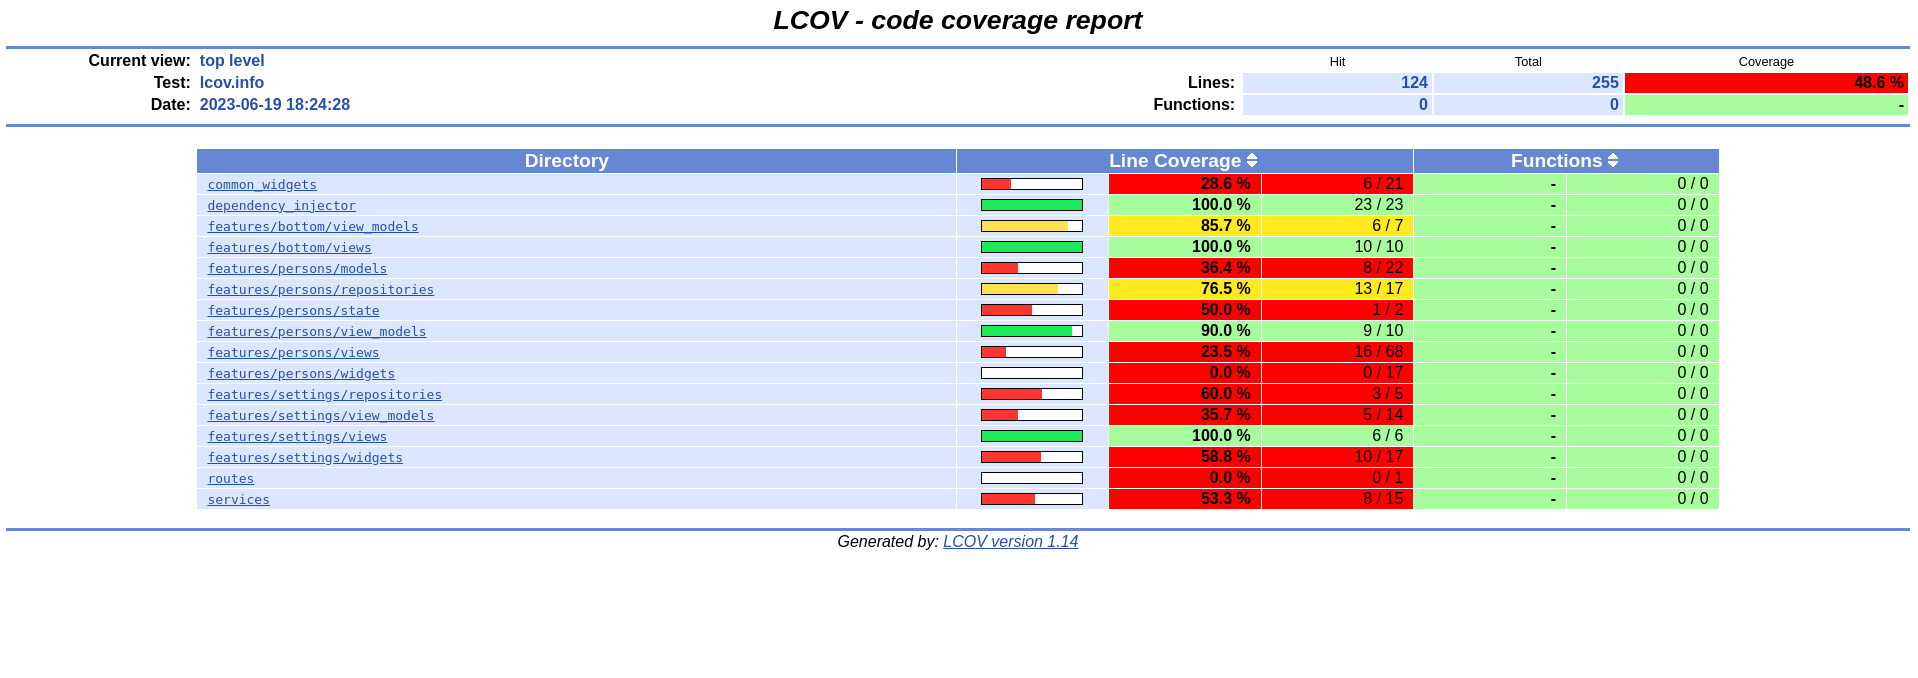 LCOV - code coverage report
Current view: top level Hit Total Coverage
Test: lcov.info Lines: 124 255 48.6 %
Date: 2023-06-19 18:24:28 Functions: 0 0 -
Directory Line Coverage Functions
common_widgets 28.6 % 6 / 21 - 0 / 0
dependency_injector 100.0 % 23 / 23 - 0 / 0
features/bottom/view_models 85.7 % 6 / 7 - 0 / 0
features/bottom/views 100.0 % 10 / 10 - 0 / 0
features/persons/models 36.4 % 8 / 22 - 0 / 0
features/persons/repositories 76.5 % 13 / 17 - 0 / 0
features/persons/state 50.0 % 1 / 2 - 0 / 0
features/persons/view_models 90.0 % 9 / 10 - 0 / 0
features/persons/views 23.5 % 16 / 68 - 0 / 0
features/persons/widgets 0.0 % 0 / 17 - 0 / 0
features/settings/repositories 60.0 % 3 / 5 - 0 / 0
features/settings/view_models 35.7 % 5 / 14 - 0 / 0
features/settings/views 100.0 % 6 / 6 - 0 / 0
features/settings/widgets 58.8 % 10 / 17 - 0 / 0
routes 0.0 % 0 / 1 - 0 / 0
services 53.3 % 8 / 15 - 0 / 0
Generated by: LCOV version 1.14